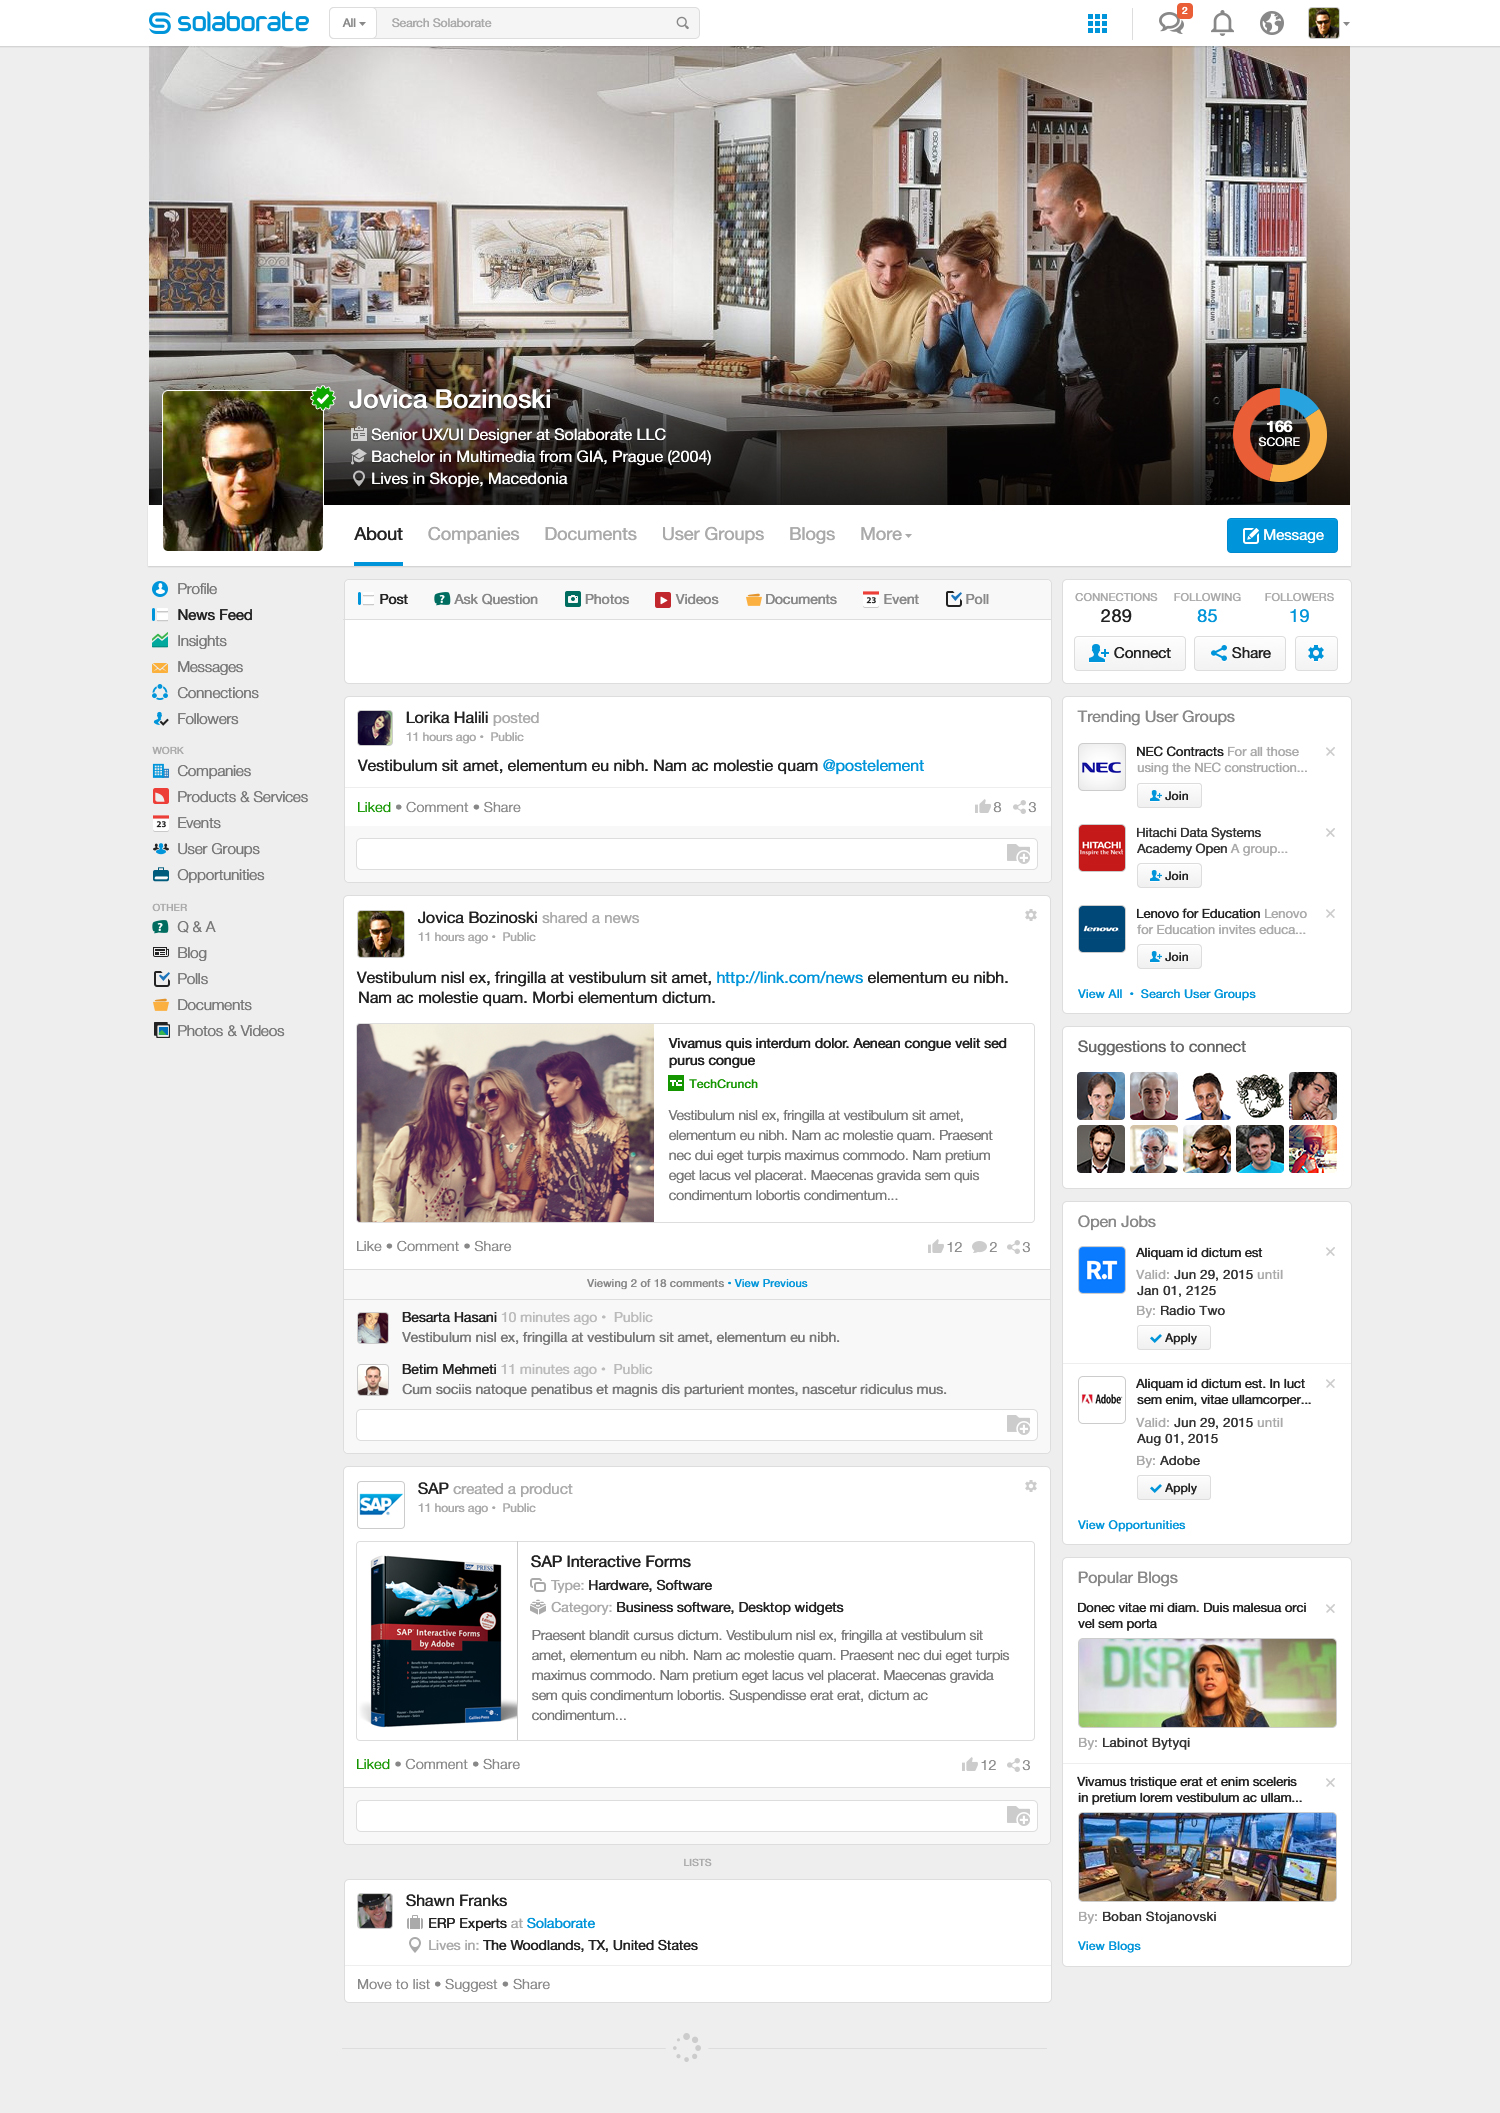 solaborate
All
Search Solaborate
2
Jovica Bozinoski
Senior UX/UI Designer at Solaborate LLC
Bachelor in Multimedia from GIA, Prague (2004)
Lives in Skopje, Macedonia
166
SCORE
About
Companies
Documents
User Groups
Blogs
More
Message
Profile
News Feed
Insights
Messages
Connections
Followers
WORK
Companies
Products & Services
23
Events
User Groups
Opportunities
OTHER
Q & A
Blog
Polls
Documents
Photos & Videos
Post
Ask Question
Photos
Videos
Documents
23
Event
Poll
Lorika Halili posted
11 hours ago • Public
Vestibulum sit amet, elementum eu nibh. Nam ac molestie quam @postelement
Liked • Comment • Share
8
3
Jovica Bozinoski shared a news
11 hours ago • Public
Vestibulum nisl ex, fringilla at vestibulum sit amet, http://link.com/news elementum eu nibh.
Nam ac molestie quam. Morbi elementum dictum.
Vivamus quis interdum dolor. Aenean congue velit sed
purus congue
TechCrunch
Vestibulum nisl ex, fringilla at vestibulum sit amet,
elementum eu nibh. Nam ac molestie quam. Praesent
nec dui eget turpis maximus commodo. Nam pretium
eget lacus vel placerat. Maecenas gravida sem quis
condimentum lobortis condimentum...
Like • Comment • Share
12
2
3
Viewing 2 of 18 comments • View Previous
Besarta Hasani 10 minutes ago • Public
Vestibulum nisl ex, fringilla at vestibulum sit amet, elementum eu nibh.
Betim Mehmeti 11 minutes ago • Public
Cum sociis natoque penatibus et magnis dis parturient montes, nascetur ridiculus mus.
SAP
SAP created a product
11 hours ago • Public
PRESS
SAP Interactive Forms
by Adobe
SAP Interactive Forms
Type: Hardware, Software
Category: Business software, Desktop widgets
Praesent blandit cursus dictum. Vestibulum nisl ex, fringilla at vestibulum sit
amet, elementum eu nibh. Nam ac molestie quam. Praesent nec dui eget turpis
maximus commodo. Nam pretium eget lacus vel placerat. Maecenas gravida
sem quis condimentum lobortis. Suspendisse erat erat, dictum ac
condimentum...
Liked • Comment • Share
12
3
LISTS
Shawn Franks
ERP Experts at Solaborate
Lives in: The Woodlands, TX, United States
Move to list • Suggest • Share
CONNECTIONS
289
FOLLOWING
85
FOLLOWERS
19
Connect
Share
Trending User Groups
NEC
NEC Contracts For all those
using the NEC construction...
Join
HITACHI
Inspire the Next
Hitachi Data Systems
Academy Open A group...
Join
lenovo
Lenovo for Education Lenovo
for Education invites educa...
Join
View All • Search User Groups
Suggestions to connect
Open Jobs
R.T
Aliquam id dictum est
Valid: Jun 29, 2015 until
Jan 01, 2125
By: Radio Two
Apply
Adobe
Aliquam id dictum est. In luct
sem enim, vitae ullamcorper...
Valid: Jun 29, 2015 until
Aug 01, 2015
By: Adobe
Apply
View Opportunities
Popular Blogs
Donec vitae mi diam. Duis malesua orci
vel sem porta
By: Labinot Bytyqi
Vivamus tristique erat et enim sceleris
in pretium lorem vestibulum ac ullam...
By: Boban Stojanovski
View Blogs